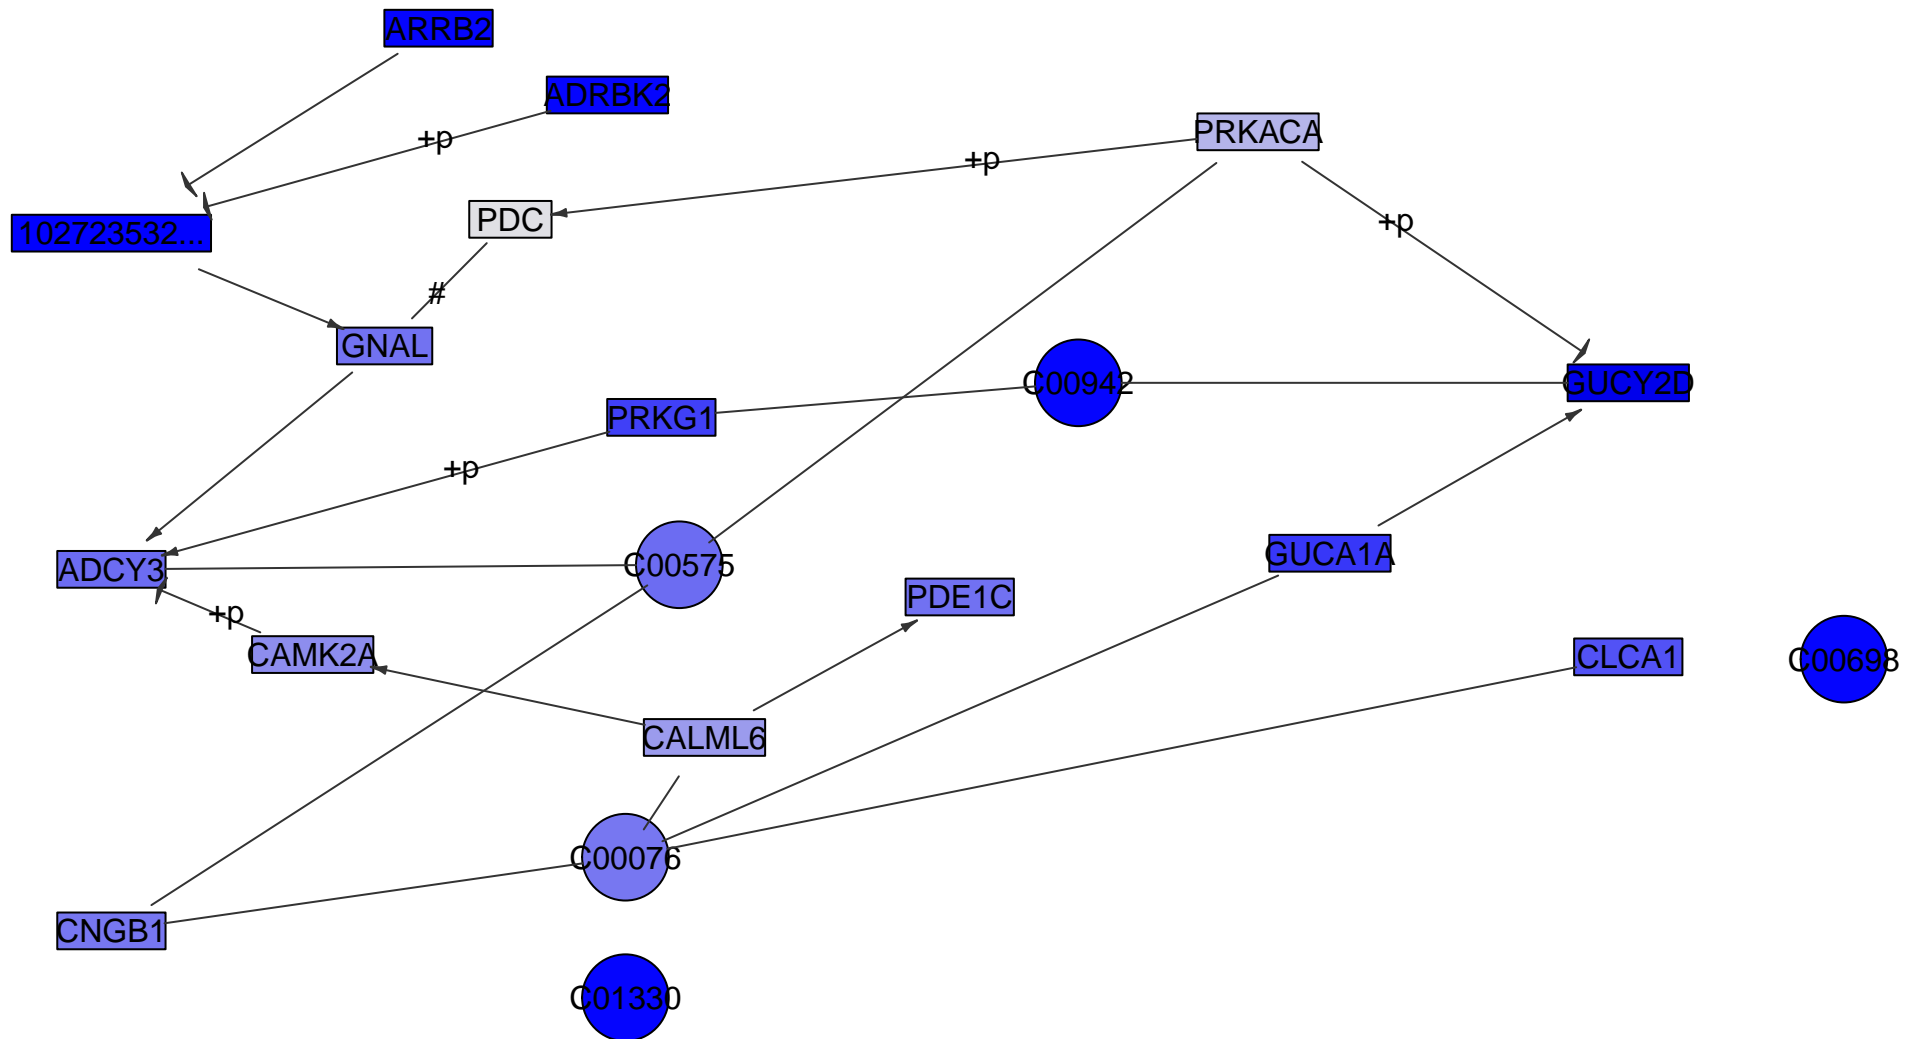 ARRB2
ADRBK2
+p
PRKACA
+p
PDC
102723532...
+p
#
GNAL
C00942
GUCY2D
PRKG1
+p
GUCA1A
C00575
ADCY3
PDE1C
+p
CAMK2A
CLCA1
C00698
CALML6
C00076
CNGB1
C01330